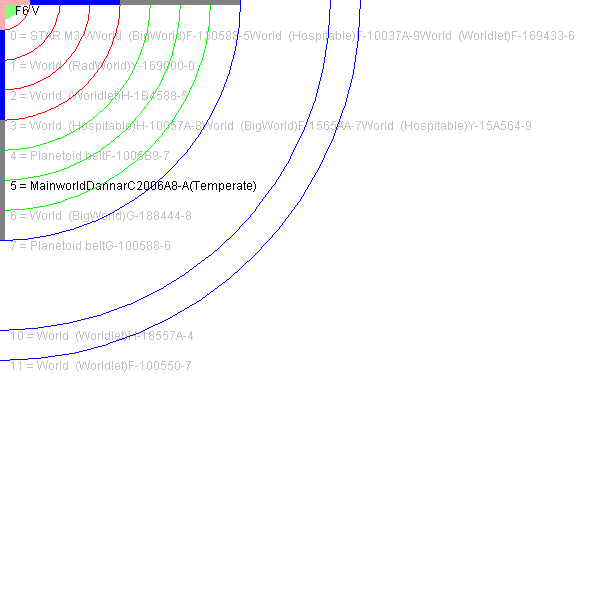 F6 V
0 = STAR M3 VWorld  (BigWorld)F-130588-5World  (Hospitable)F-10037A-9World  (Worldlet)F-169433-6
1 = World  (RadWorld)Y-169000-0
2 = World  (Worldlet)H-1B4588-5
3 = World  (Hospitable)H-10057A-8World  (BigWorld)F-1565AA-7World  (Hospitable)Y-15A564-9
4 = Planetoid beltF-1005B9-7
5 = MainworldDannarC2006A8-A(Temperate)
6 = World  (BigWorld)G-188444-8
7 = Planetoid beltG-100588-6
10 = World  (Worldlet)H-18557A-4
11 = World  (Worldlet)F-100550-7